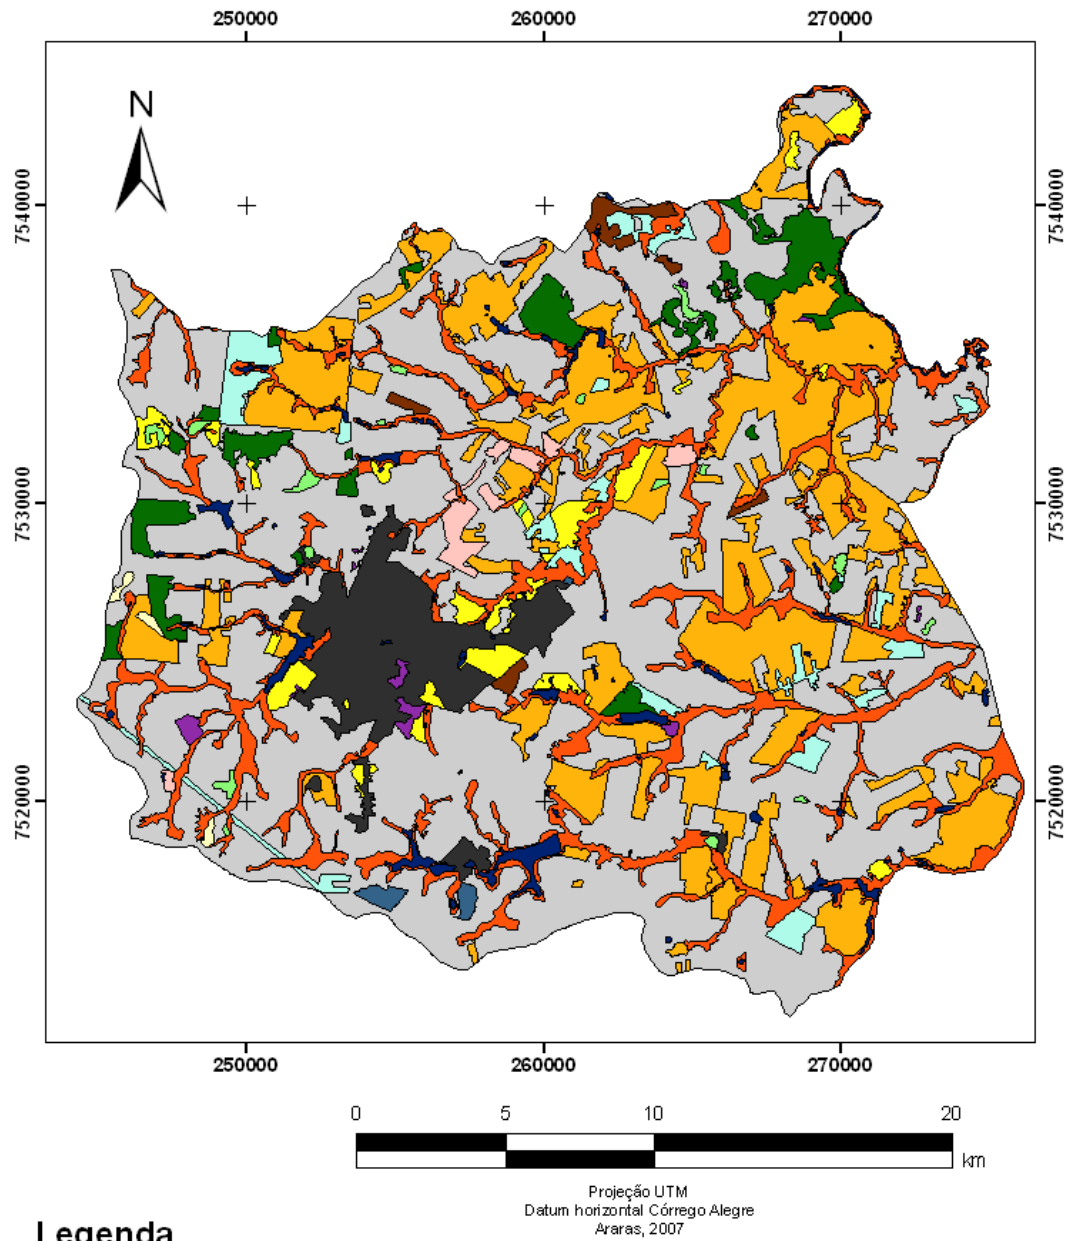 250000 260000 270000
N
7540000 7540000
7530000 7530000
7520000 7520000
250000 260000 270000
0 5 10 20
km
Projeção UTM
Datum horizontal Córrego Alegre
Araras, 2007
Legenda